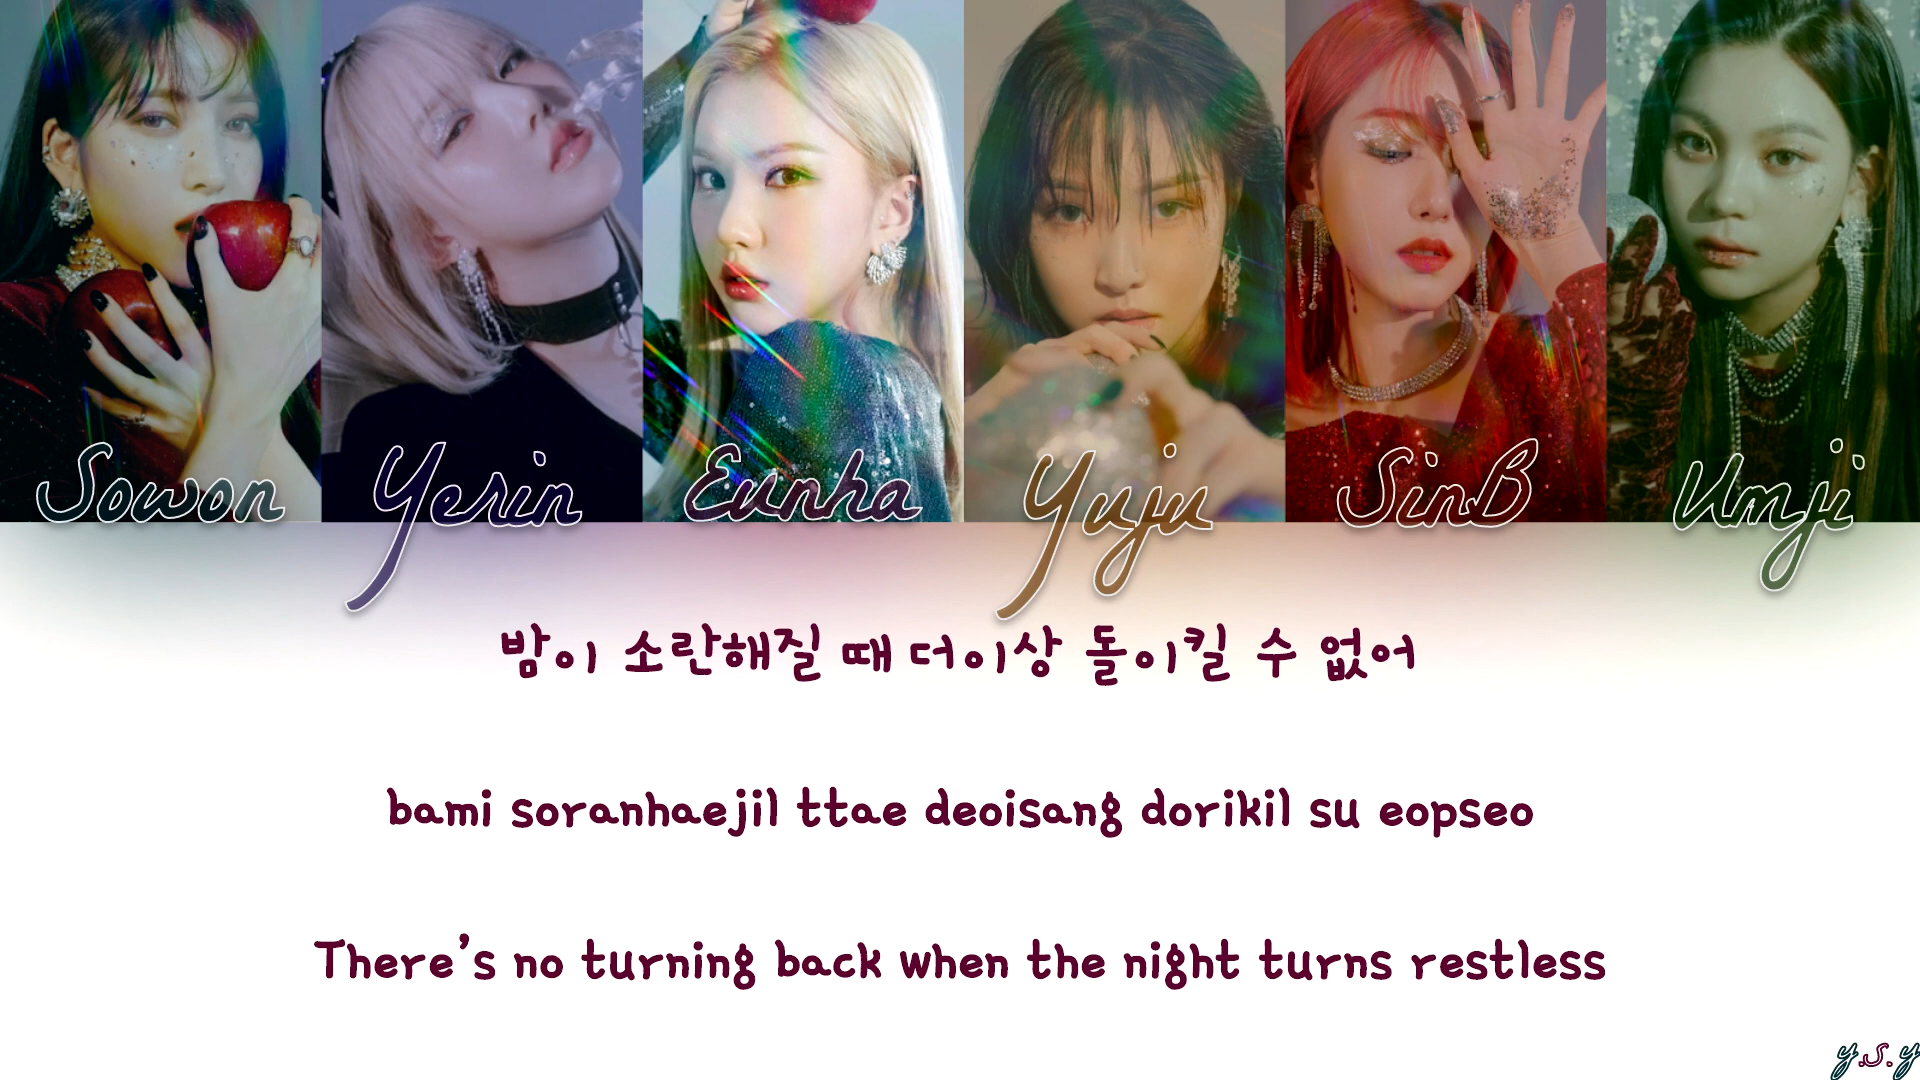 Sowon Yerin Eunha Yuju SinB Umji
밤이 소란해질 때 더이상 돌이킬 수 없어
bami soranhaejil ttae deoisang dorikil su eopseo
There's no turning back when the night turns restless
y.s.y